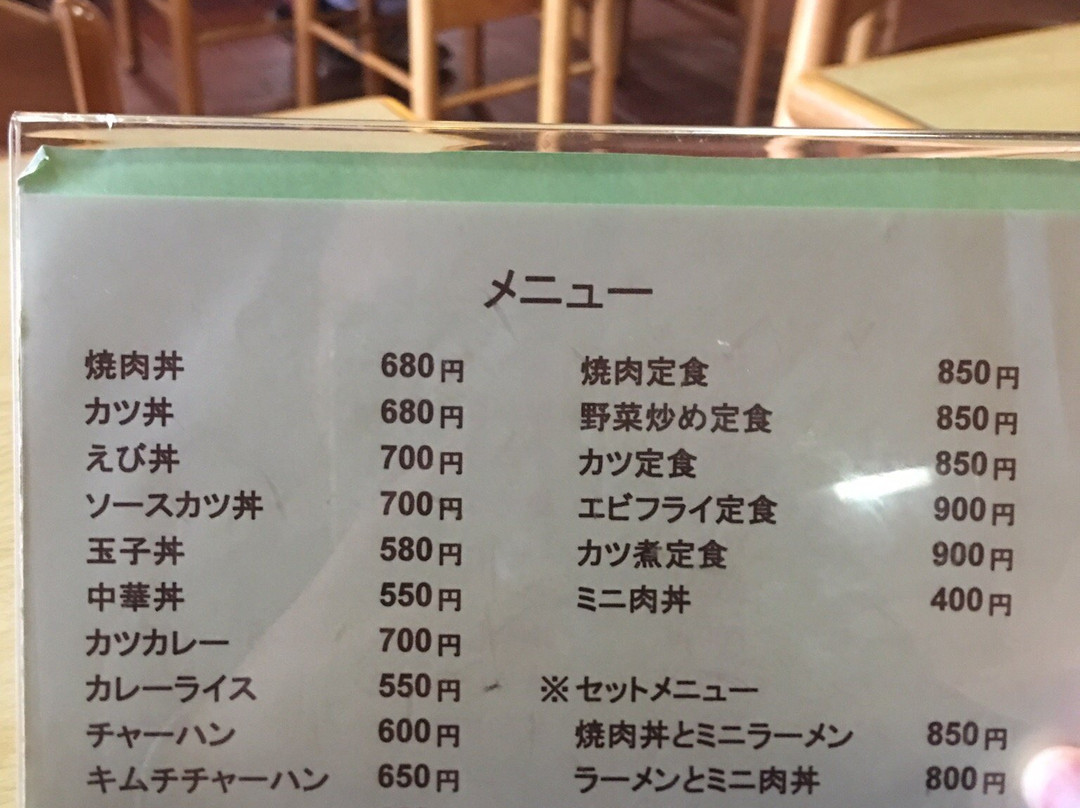 メニュー
焼肉丼 680円
カツ丼 680円
えび丼 700円
ソースカツ丼 700円
玉子丼 580円
中華丼 550円
カツカレー 700円
カレーライス 550円
チャーハン 600円
キムチチャーハン 650円
焼肉定食 850円
野菜炒め定食 850円
カツ定食 850円
エビフライ定食 900円
カツ煮定食 900円
ミニ肉丼 400円
※セットメニュー
焼肉丼とミニラーメン 850円
ラーメンとミニ肉丼 800円